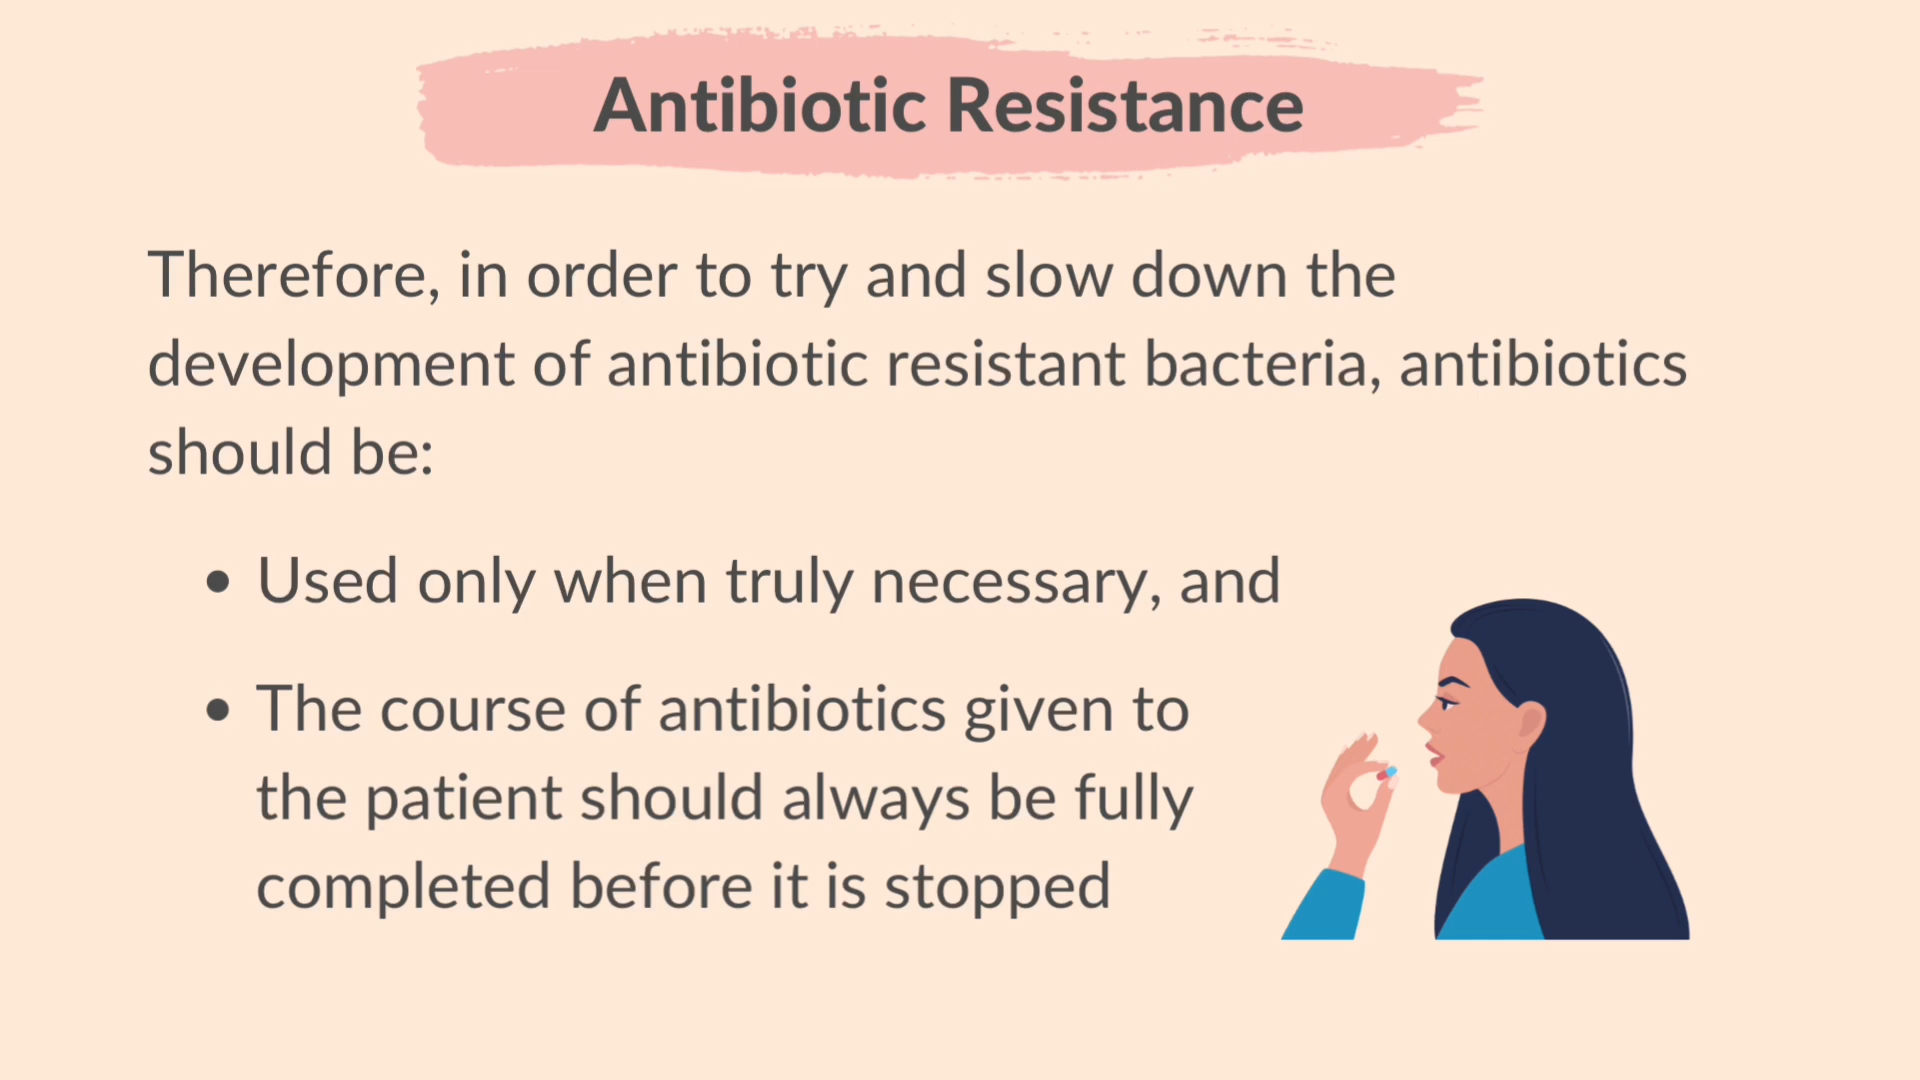 Antibiotic Resistance
Therefore, in order to try and slow down the
development of antibiotic resistant bacteria, antibiotics
should be:
• Used only when truly necessary, and
• The course of antibiotics given to
the patient should always be fully
completed before it is stopped